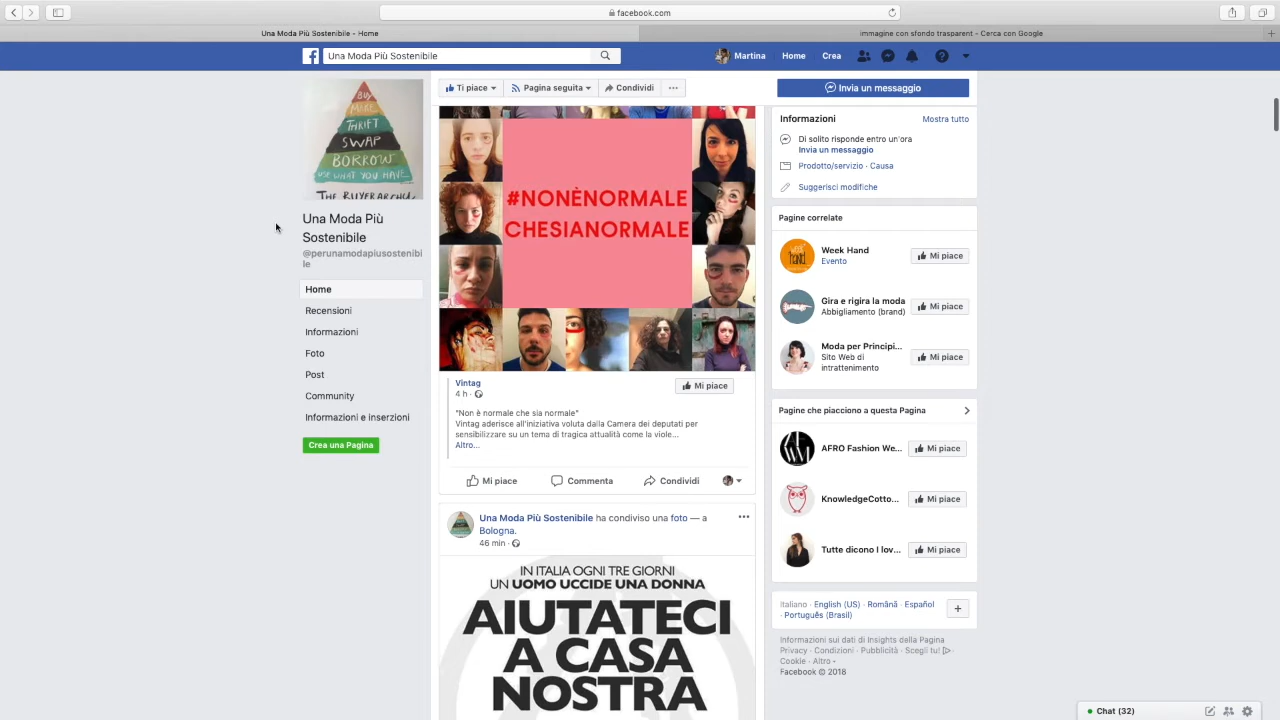 facebook.com
Una Moda Più Sostenibile - Home
immagine con sfondo trasparent - Cerca con Google
Una Moda Più Sostenibile
Martina
Home
Crea
Ti piace
Pagina seguita
Condividi
Invia un messaggio
BUY
MAKE
THRIFT
SWAP
BORROW
USE WHAT YOU HAVE
THE BUYERARCHY
Una Moda Più
Sostenibile
@perunamodapiusostenibi
le
Home
Recensioni
Informazioni
Foto
Post
Community
Informazioni e inserzioni
Crea una Pagina
#NONÈNORMALE
CHESIANORMALE
Vintag
4 h ·
Mi piace
"Non è normale che sia normale"
Vintag aderisce all'iniziativa voluta dalla Camera dei deputati per
sensibilizzare su un tema di tragica attualità come la viole...
Altro...
Mi piace
Commenta
Condividi
Una Moda Più Sostenibile ha condiviso una foto — a
Bologna.
46 min ·
IN ITALIA OGNI TRE GIORNI
UN UOMO UCCIDE UNA DONNA
AIUTATECI
A CASA
NOSTRA
Informazioni
Mostra tutto
Di solito risponde entro un'ora
Invia un messaggio
Prodotto/servizio · Causa
Suggerisci modifiche
Pagine correlate
WEEK
HAND
Week Hand
Evento
Mi piace
Gira e rigira la moda
Abbigliamento (brand)
Mi piace
Moda per Principi...
Sito Web di
intrattenimento
Mi piace
Pagine che piacciono a questa Pagina
AFRO Fashion We...
Mi piace
KnowledgeCotto...
Mi piace
Tutte dicono I lov...
Mi piace
Italiano · English (US) · Română · Español
· Português (Brasil)
Informazioni sui dati di Insights della Pagina
Privacy · Condizioni · Pubblicità · Scegli tu! ·
Cookie · Altro
Facebook © 2018
Chat (32)